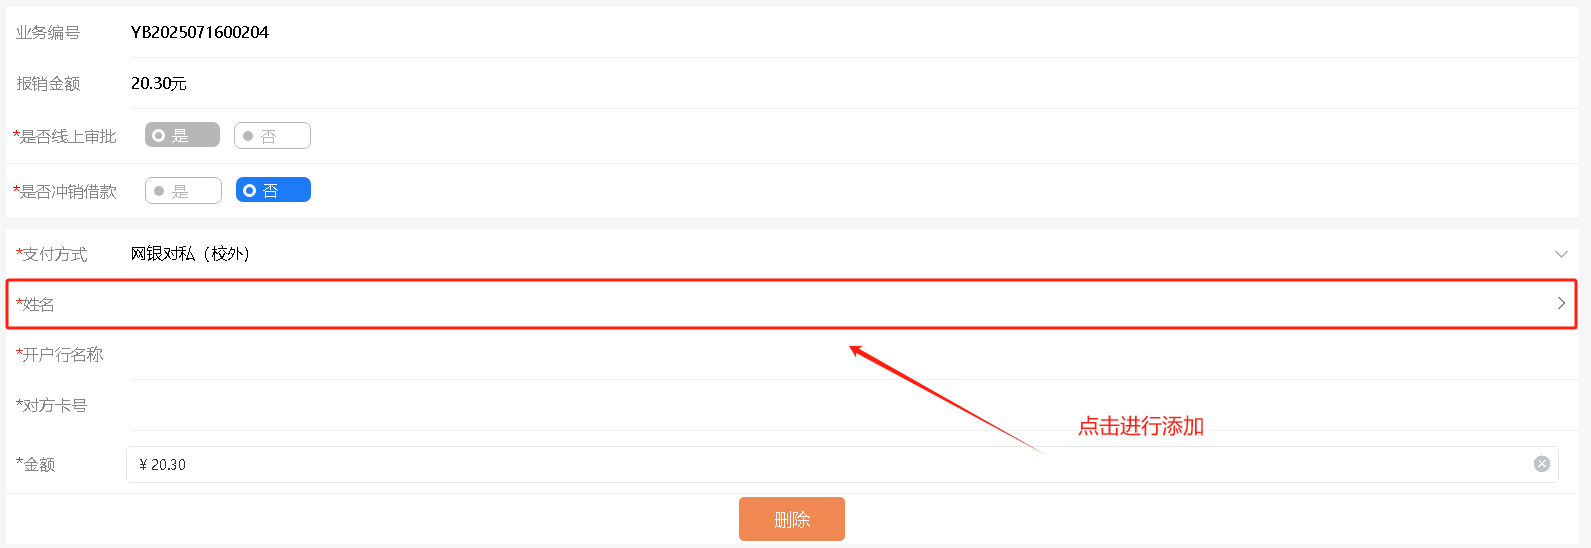 业务编号 YB2025071600204
报销金额 20.30元
*是否线上审批 是 否
*是否冲销借款 是 否
*支付方式 网银对私（校外）
*姓名
*开户行名称
*对方卡号
点击进行添加
*金额 ¥ 20.30
删除